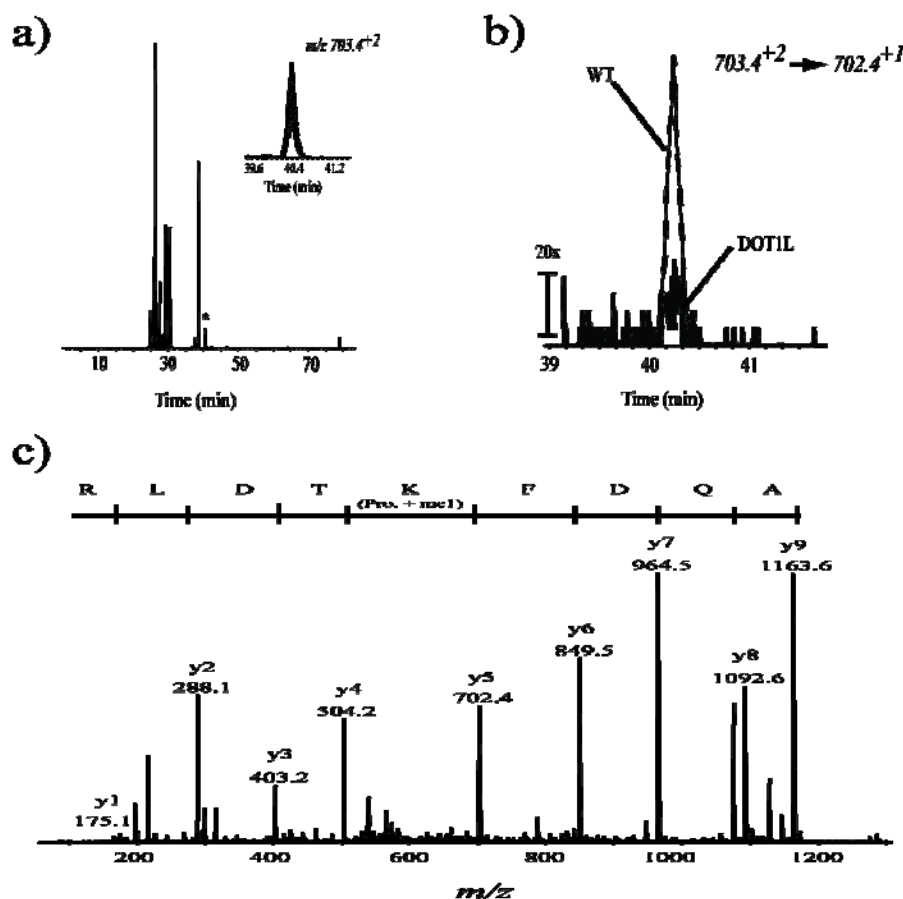 a)
m/z 703.4+2
39.6 40.4 41.2
Time (min)
*
10 30 50 70
Time (min)
b)
703.4+2 702.4+1
WT
DOT1L
20x
39 40 41
Time (min)
c)
R L D T K F D Q A
(Pro. + me1)
y7
964.5
y9
1163.6
y6
849.5
y8
1092.6
y2
288.1
y5
702.4
y4
504.2
y3
403.2
y1
175.1
200 400 600 800 1000 1200
m/z